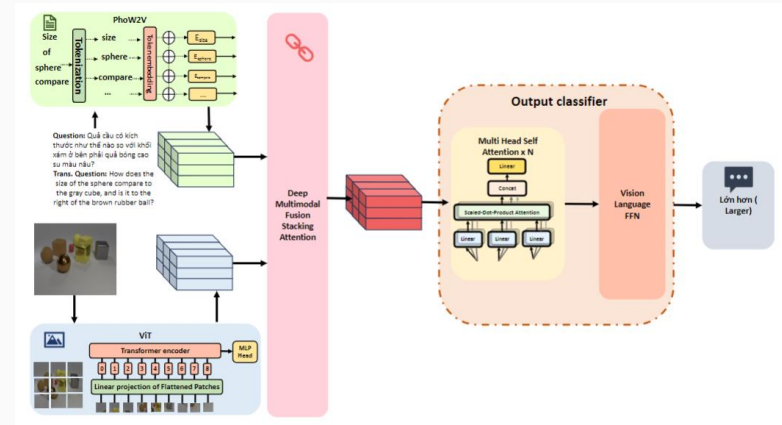 PhoW2V
Size
of
sphere
compare
Tokenization
size
sphere
compare
...
Token embedding
E size
E sphere
E compare
...
Question: Quả cầu có kích
thước như thế nào so với khối
xám ở bên phải quả bóng cao
su màu nâu?
Trans. Question: How does the
size of the sphere compare to
the gray cube, and is it to the
right of the brown rubber ball?
ViT
Transformer encoder
MLP
Head
0 1 2 3 4 5 6 7 8
Linear projection of Flattened Patches
Deep
Multimodal
Fusion
Stacking
Attention
Output classifier
Multi Head Self
Attention x N
Linear
Concat
Scaled-Dot-Product Attention
Linear Linear Linear
Vision
Language
FFN
Lớn hơn (
Larger)